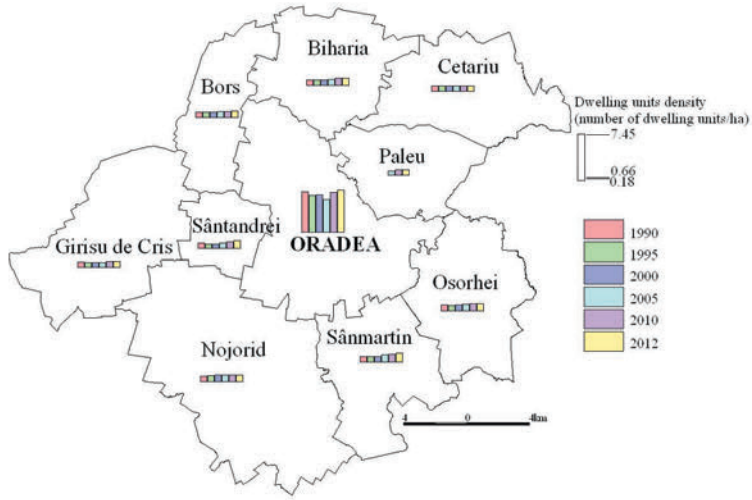 Biharia
Cetariu
Bors
Dwelling units density
(number of dwelling units/ha)
7.45
0.66
0.18
Paleu
Sântandrei
ORADEA
Girisu de Cris
Osorhei
Nojorid
Sânmartin
1990
1995
2000
2005
2010
2012
4 0 4km